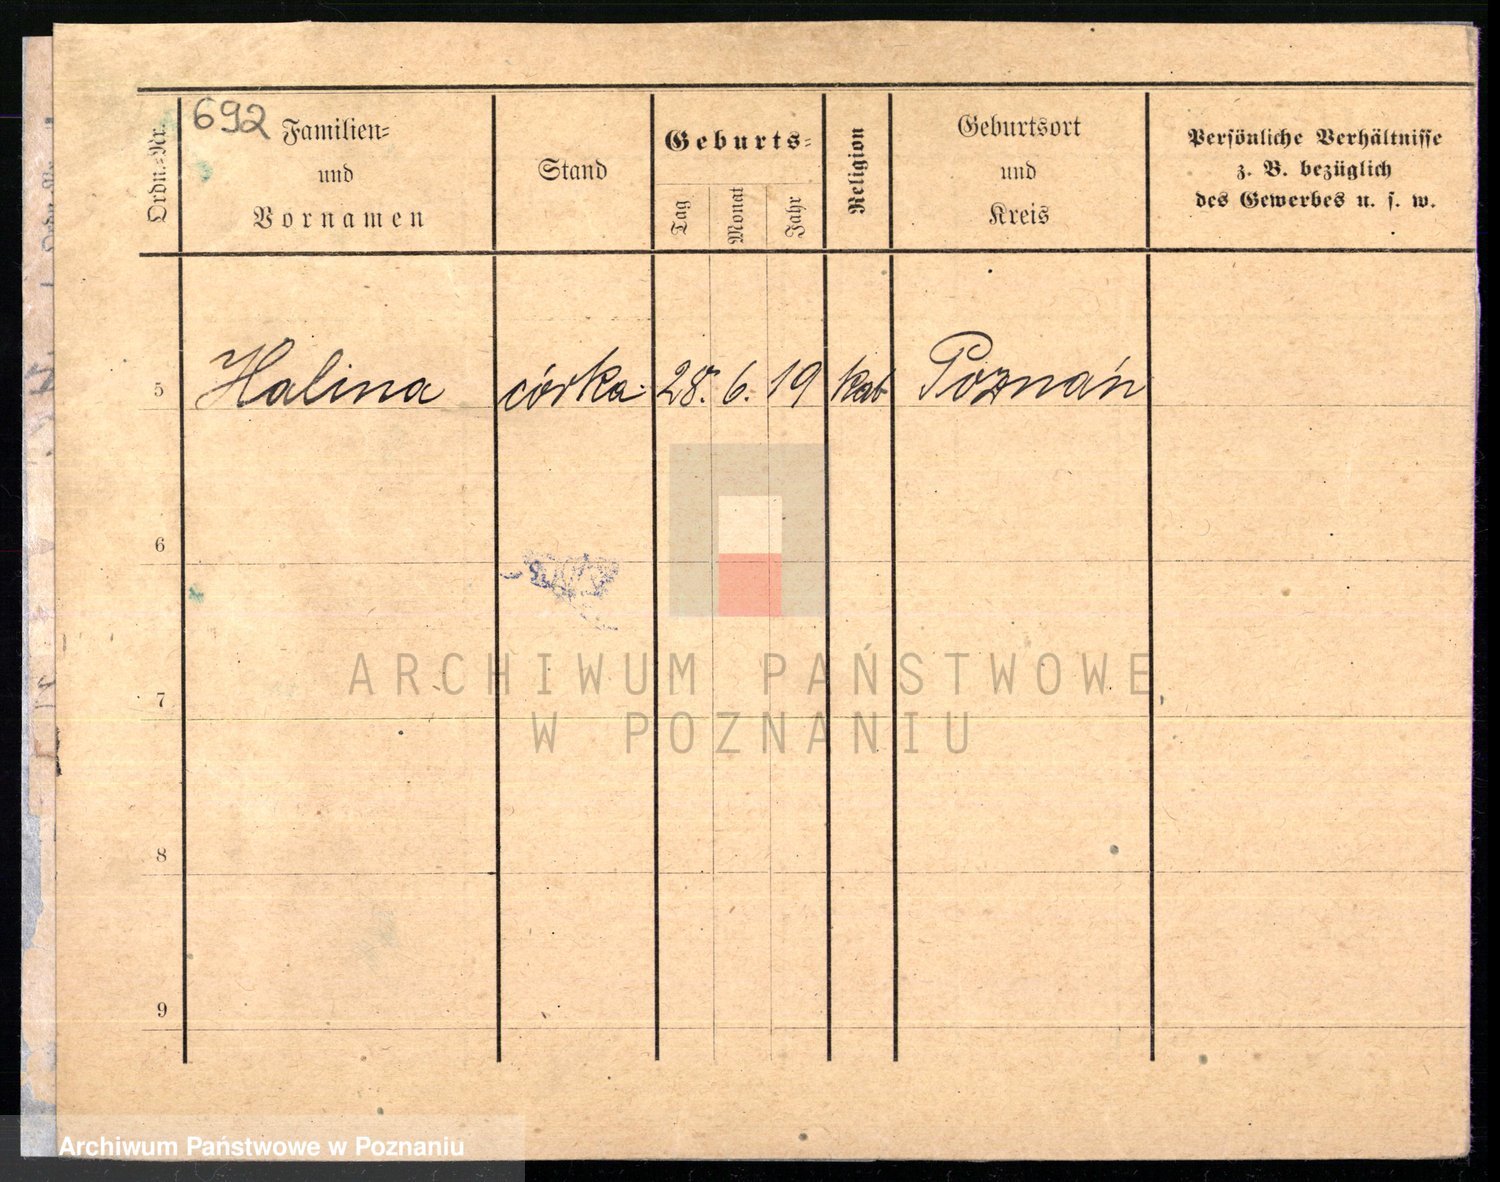 692
Ordn.=Nr.
Familien=
und
Vornamen
Stand
Geburts=
Tag
Monat
Jahr
Religion
Geburtsort
und
Kreis
Persönliche Verhältnisse
z. B. bezüglich
des Gewerbes u. s. w.
5 Halina córka 28. 6. 19 kat Poznań
6
7
8
9
ARCHIWUM PAŃSTWOWE
W POZNANIU
Archiwum Państwowe w Poznaniu